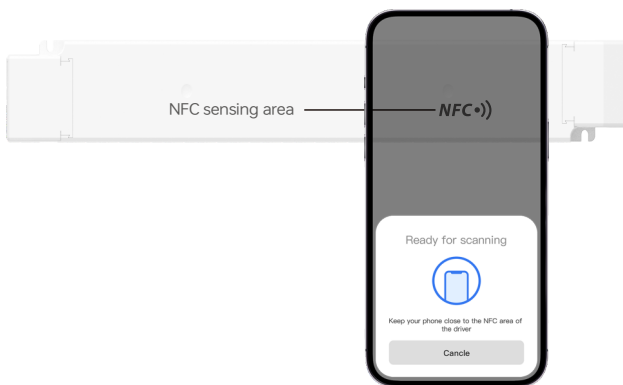 NFC sensing area
NFC
Ready for scanning
Keep your phone close to the NFC area of
the driver
Cancle